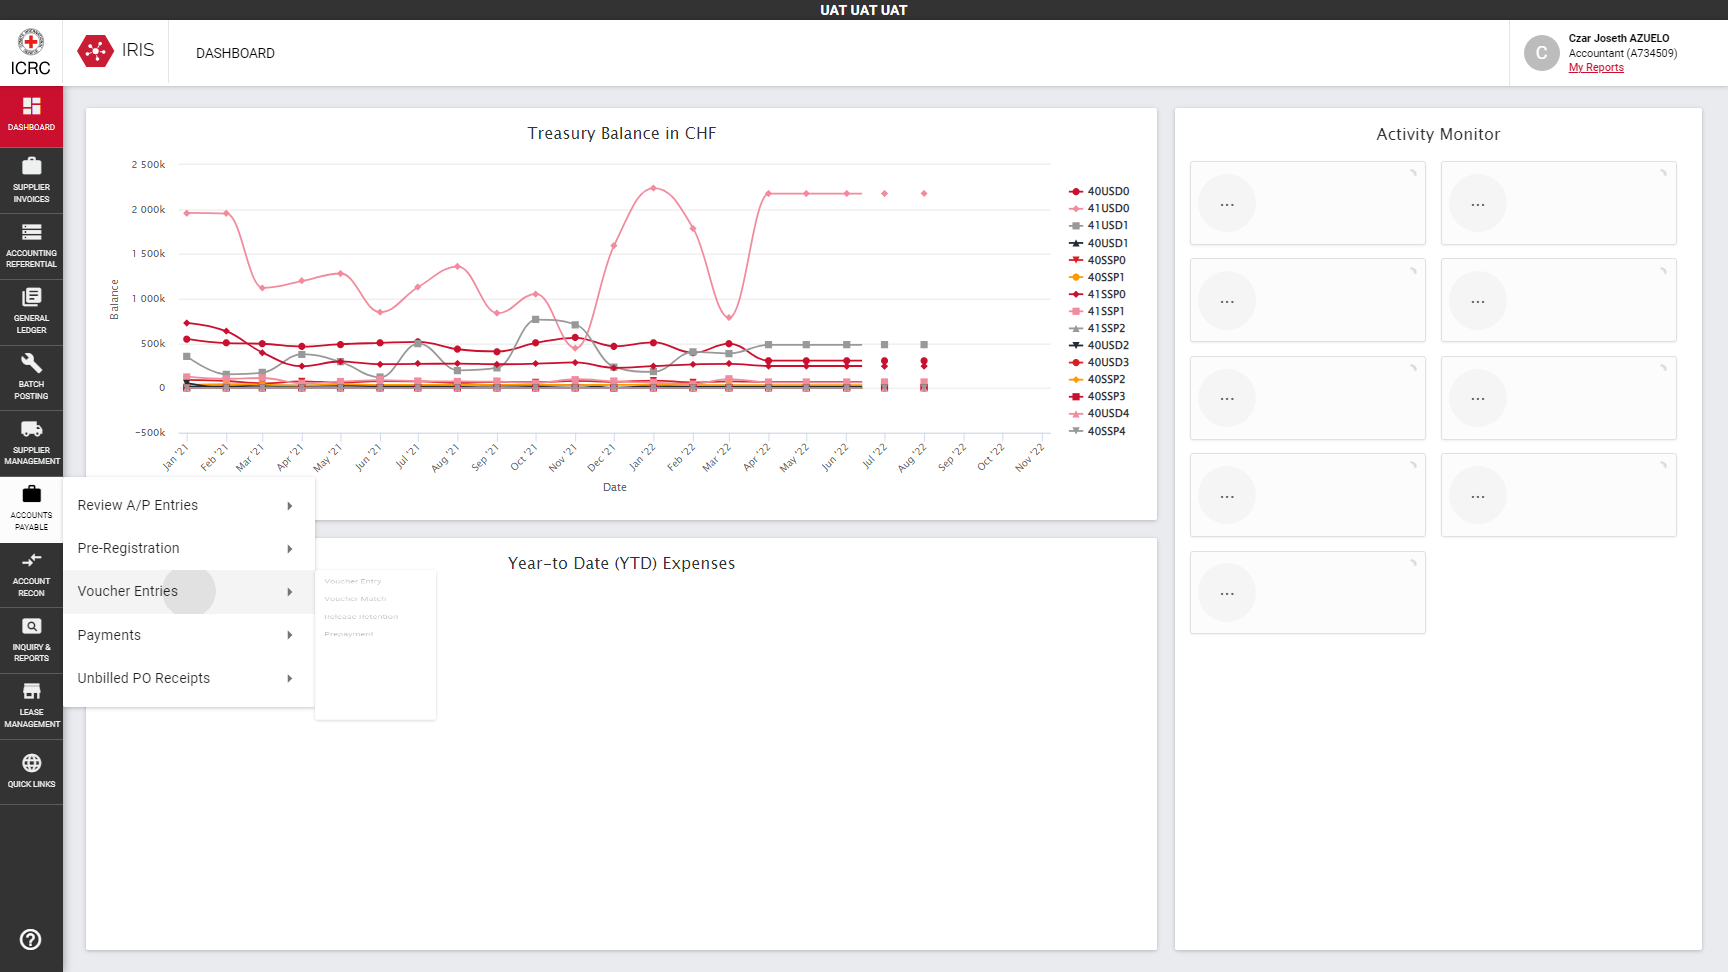 UAT UAT UAT
ICRC
IRIS
DASHBOARD
C
Czar Joseth AZUELO
Accountant (A734509)
My Reports
DASHBOARD
SUPPLIER
INVOICES
ACCOUNTING
REFERENTIAL
GENERAL
LEDGER
BATCH
POSTING
SUPPLIER
MANAGEMENT
ACCOUNTS
PAYABLE
ACCOUNT
RECON
INQUIRY &
REPORTS
LEASE
MANAGEMENT
QUICK LINKS
Treasury Balance in CHF
Balance
2 500k
2 000k
1 500k
1 000k
500k
0
-500k
Jan '21
Feb '21
Mar '21
Apr '21
May '21
Jun '21
Jul '21
Aug '21
Sep '21
Oct '21
Nov '21
Dec '21
Jan '22
Feb '22
Mar '22
Apr '22
May '22
Jun '22
Jul '22
Aug '22
Sep '22
Oct '22
Nov '22
Date
40USD0
41USD0
41USD1
40USD1
40SSP0
40SSP1
41SSP0
41SSP1
41SSP2
40USD2
40USD3
40SSP2
40SSP3
40USD4
40SSP4
Review A/P Entries
Pre-Registration
Voucher Entries
Payments
Unbilled PO Receipts
Voucher Entry
Voucher Match
Release Retention
Prepayment
Year-to Date (YTD) Expenses
Activity Monitor
...
...
...
...
...
...
...
...
...